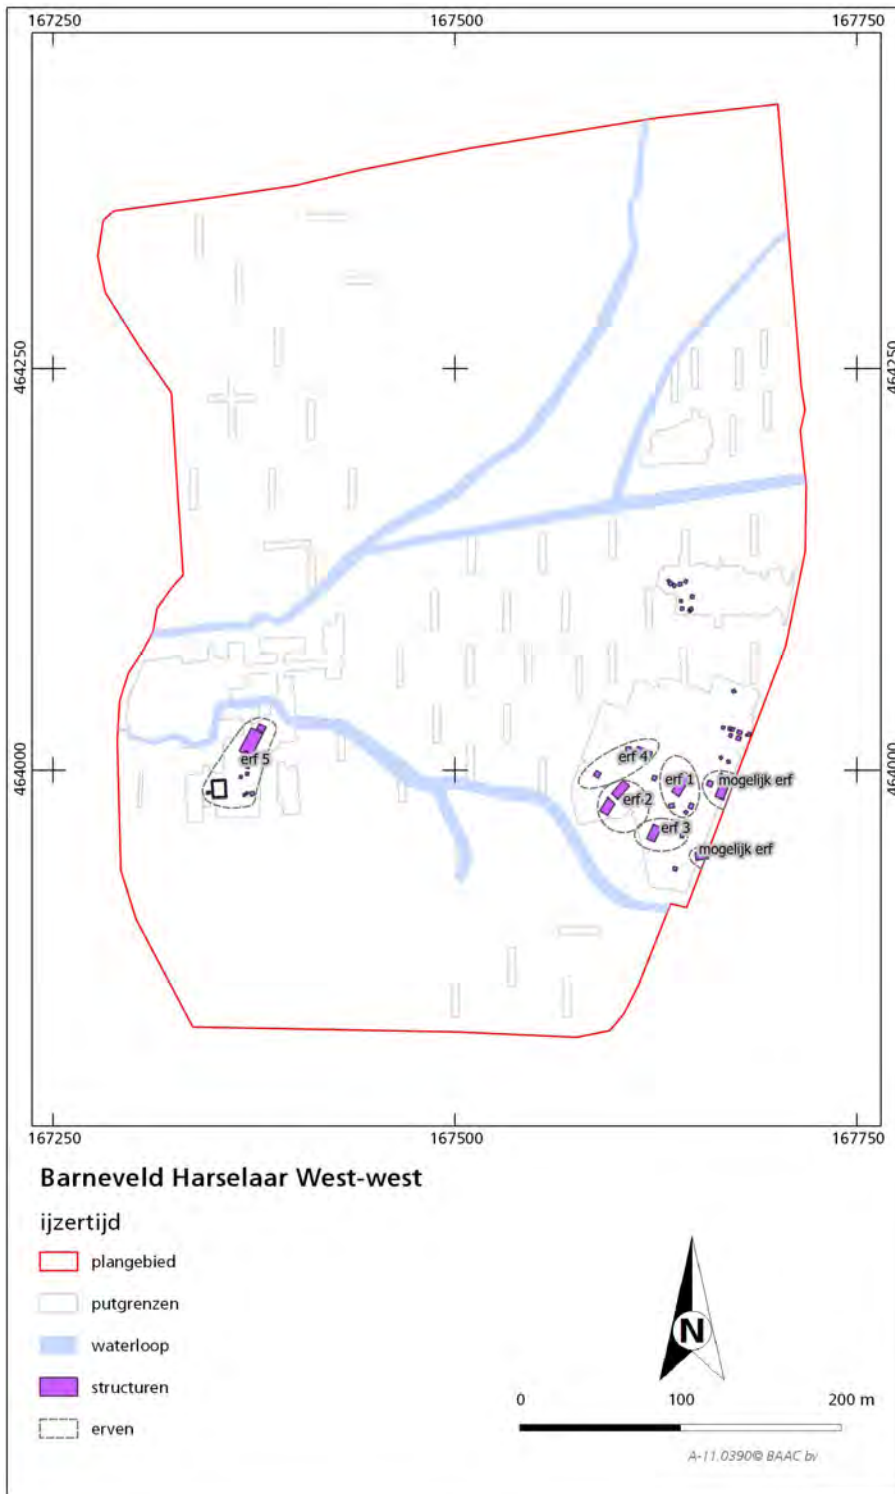 167250 167500 167750
464250 464250
erf 5
erf 4
erf 1
mogelijk erf
erf 2
erf 3
mogelijk erf
464000 464000
167250 167500 167750
Barneveld Harselaar West-west
ijzertijd
plangebied
putgrenzen
waterloop
structuren
erven
N
0 100 200 m
A-11.0390© BAAC bv